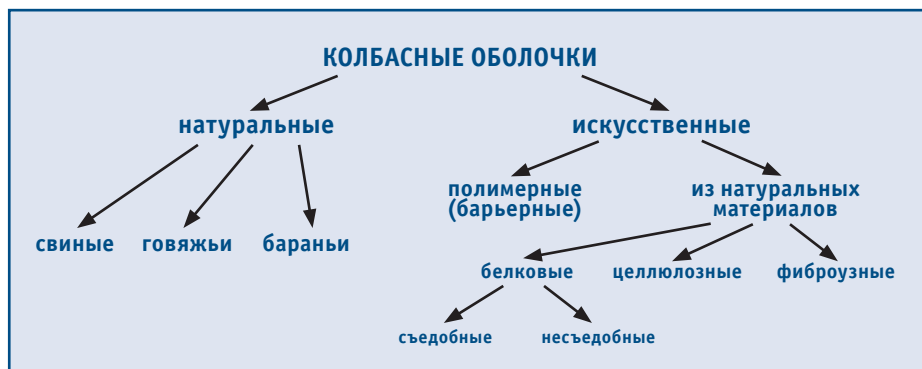 КОЛБАСНЫЕ ОБОЛОЧКИ
натуральные
искусственные
полимерные
(барьерные)
из натуральных
материалов
свиные
говяжьи
бараньи
белковые
целлюлозные
фиброузные
съедобные
несъедобные